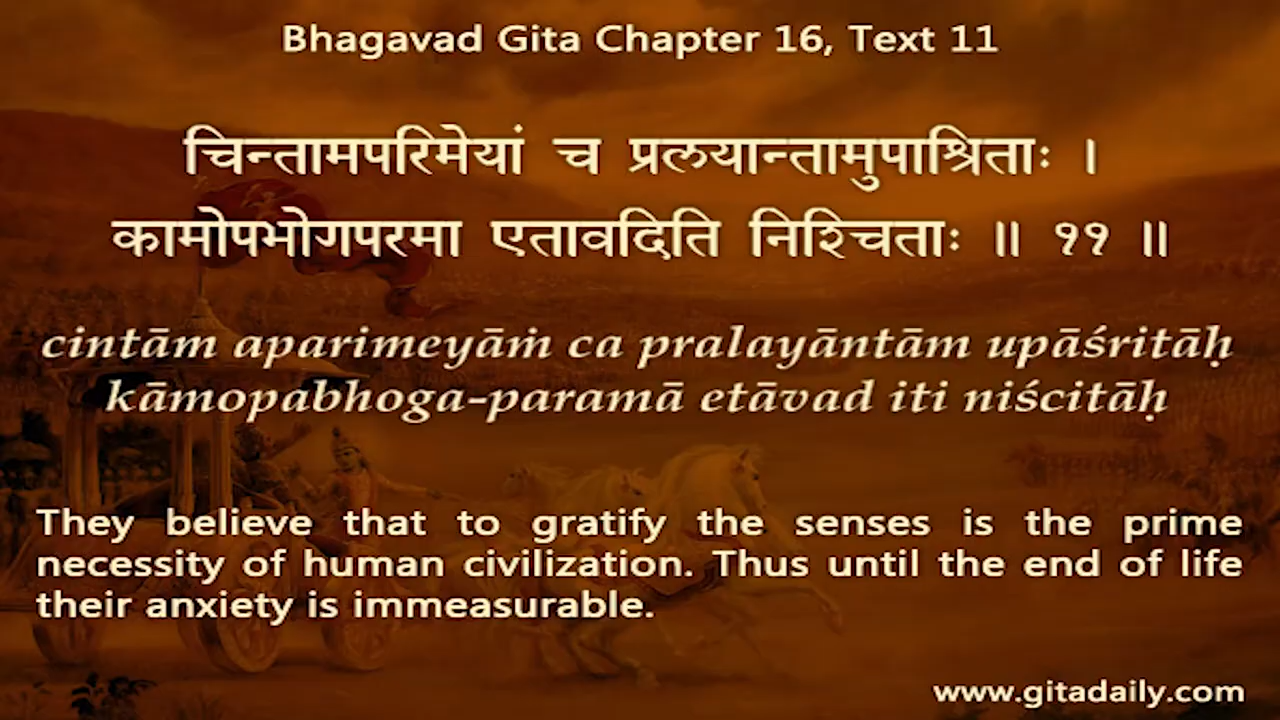 Bhagavad Gita Chapter 16, Text 11
चिन्तामपरिमेयां च प्रलयान्तामुपाश्रिताः ।
कामोपभोगपरमा एतावदिति निश्चिताः ॥ ११ ॥
cintām aparimeyāṁ ca pralayāntām upāśritāḥ
kāmopabhoga-paramā etāvad iti niścitāḥ
They believe that to gratify the senses is the prime
necessity of human civilization. Thus until the end of life
their anxiety is immeasurable.
www.gitadaily.com